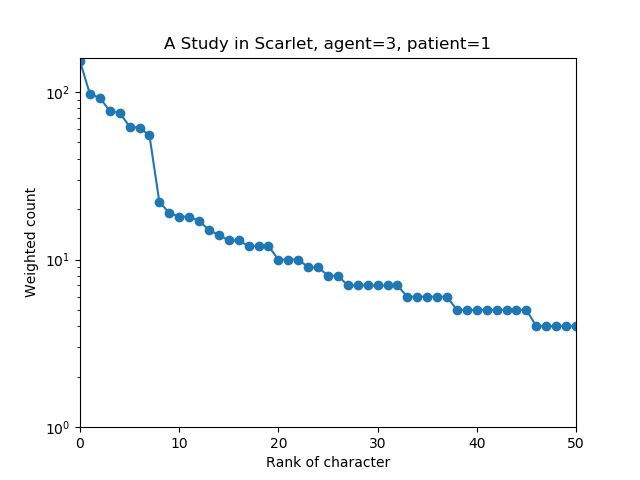 A Study in Scarlet, agent=3, patient=1
Weighted count
10²
10¹
10⁰
0 10 20 30 40 50
Rank of character